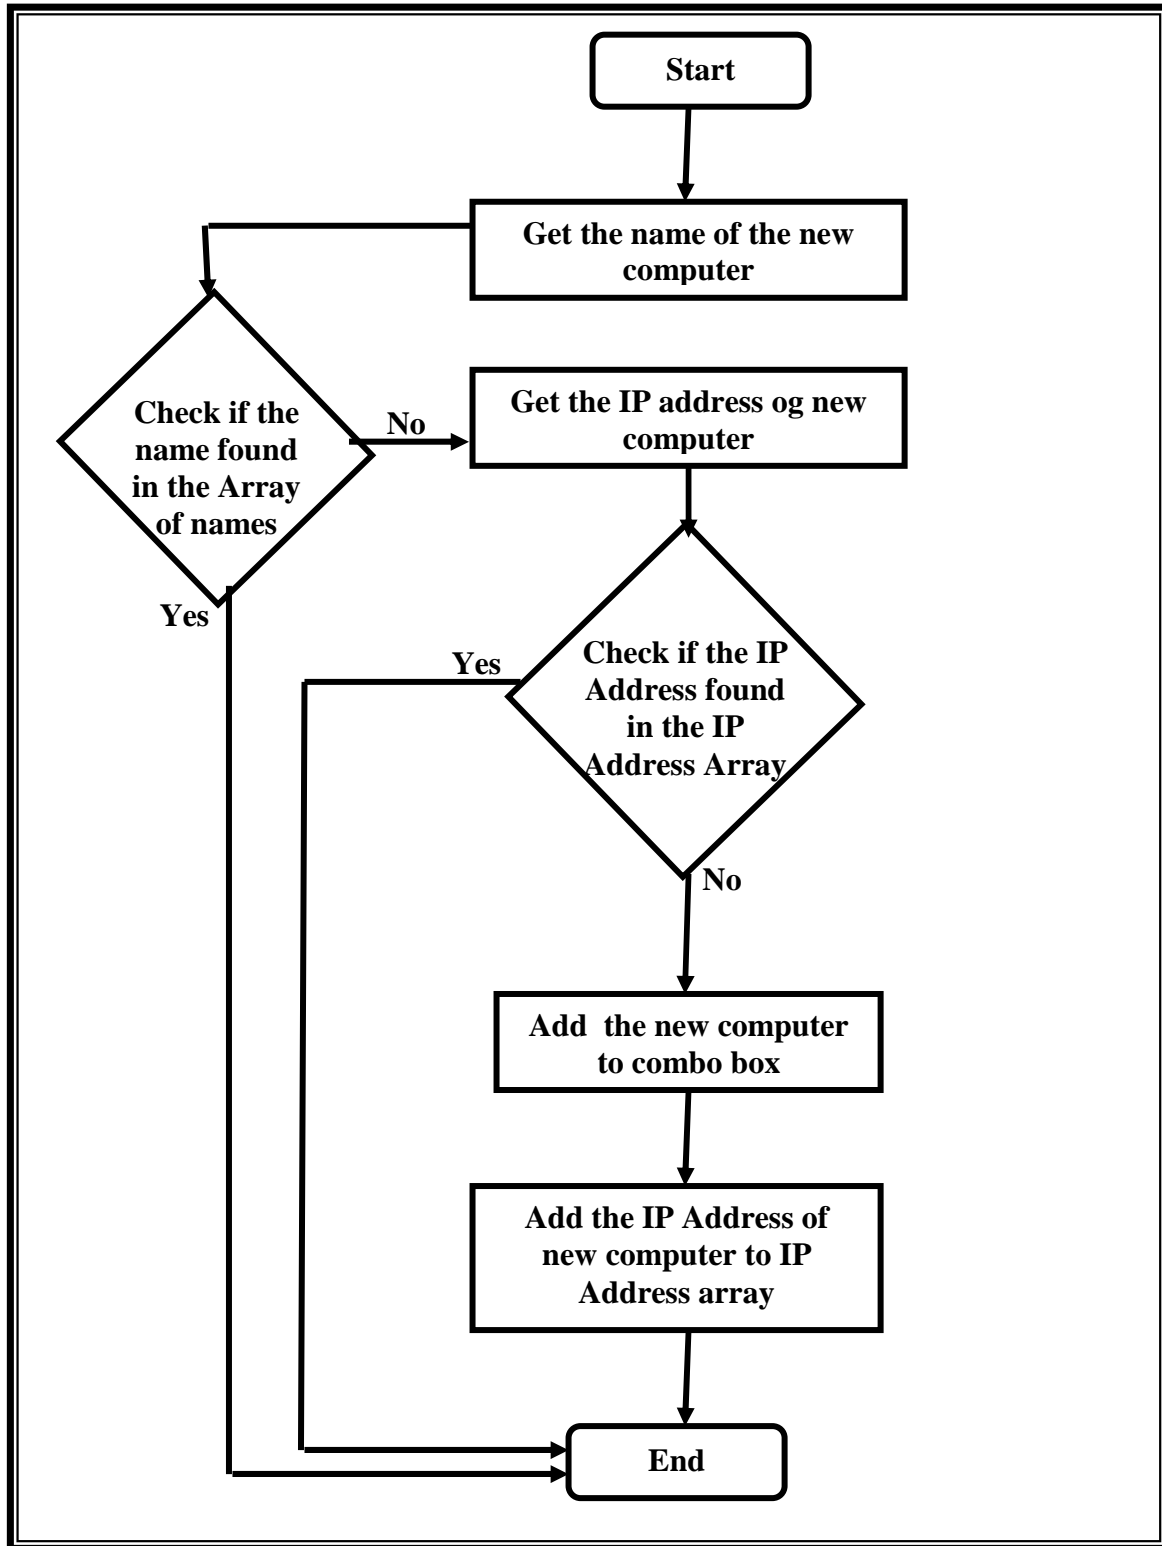 Start
Get the name of the new
computer
Check if the
name found
in the Array
of names
No
Get the IP address og new
computer
Yes
Yes
Check if the IP
Address found
in the IP
Address Array
No
Add the new computer
to combo box
Add the IP Address of
new computer to IP
Address array
End